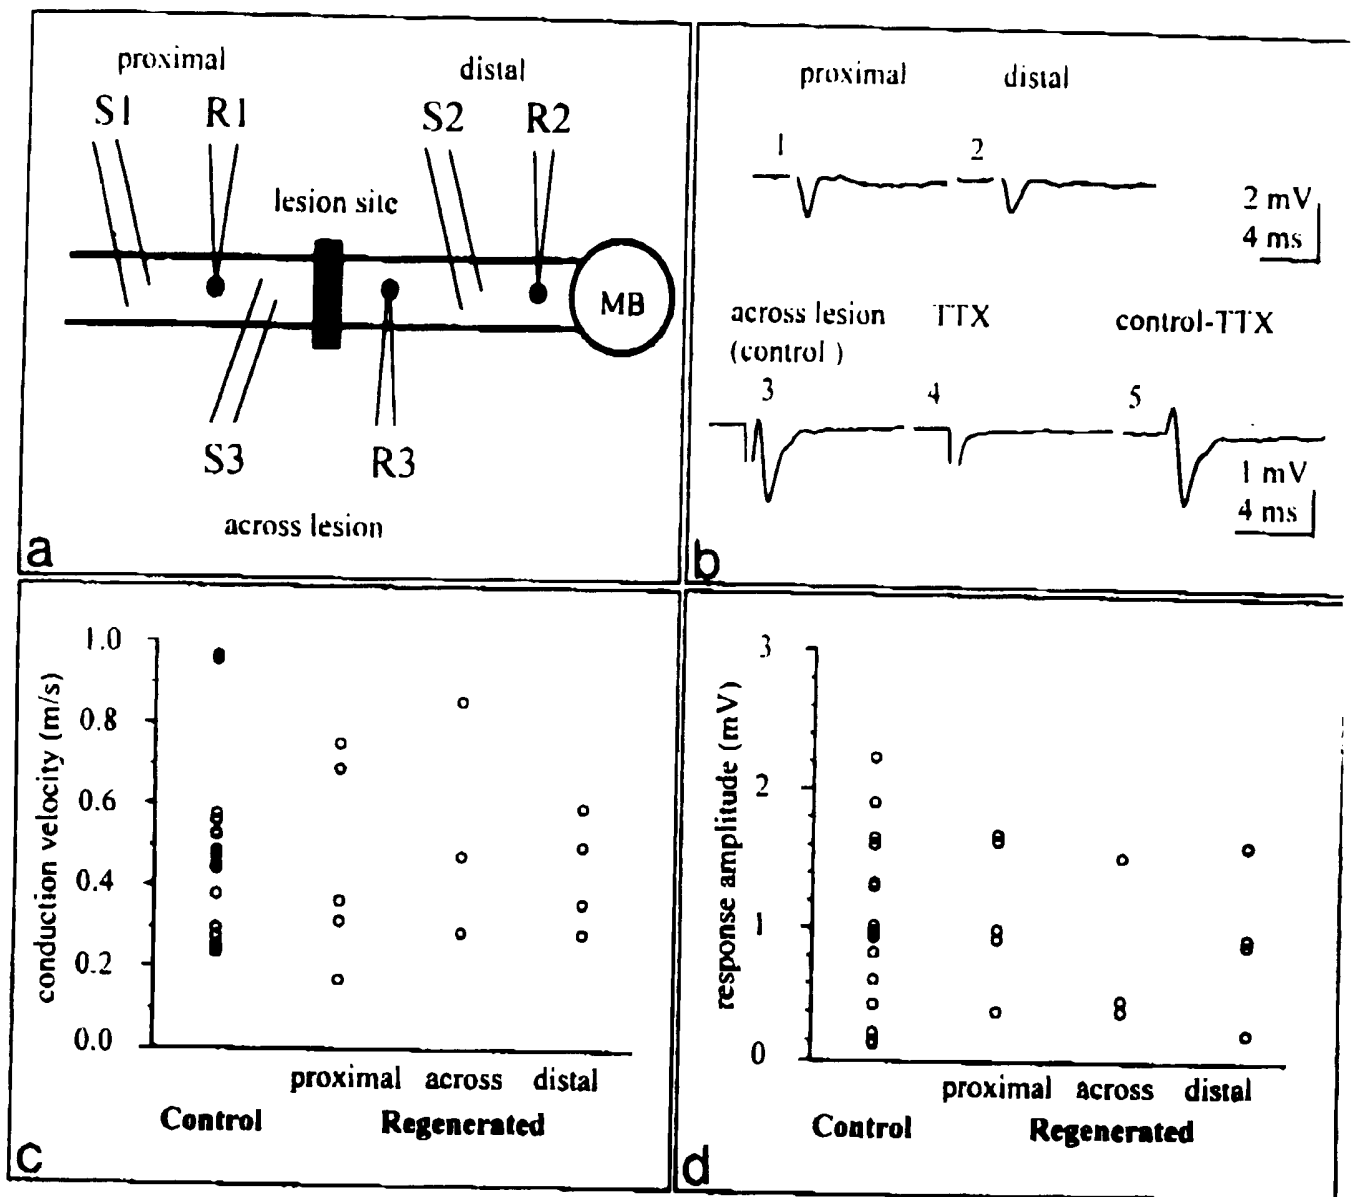 proximal
distal
S1 R1 S2 R2
lesion site
MB
S3 R3
across lesion
a
proximal distal
1 2
2 mV
4 ms
across lesion TTX control-TTX
(control )
3 4 5
1 mV
4 ms
b
1.0
0.8
0.6
0.4
0.2
0.0
conduction velocity (m/s)
proximal across distal
Control Regenerated
c
3
2
1
0
response amplitude (mV)
proximal across distal
Control Regenerated
d